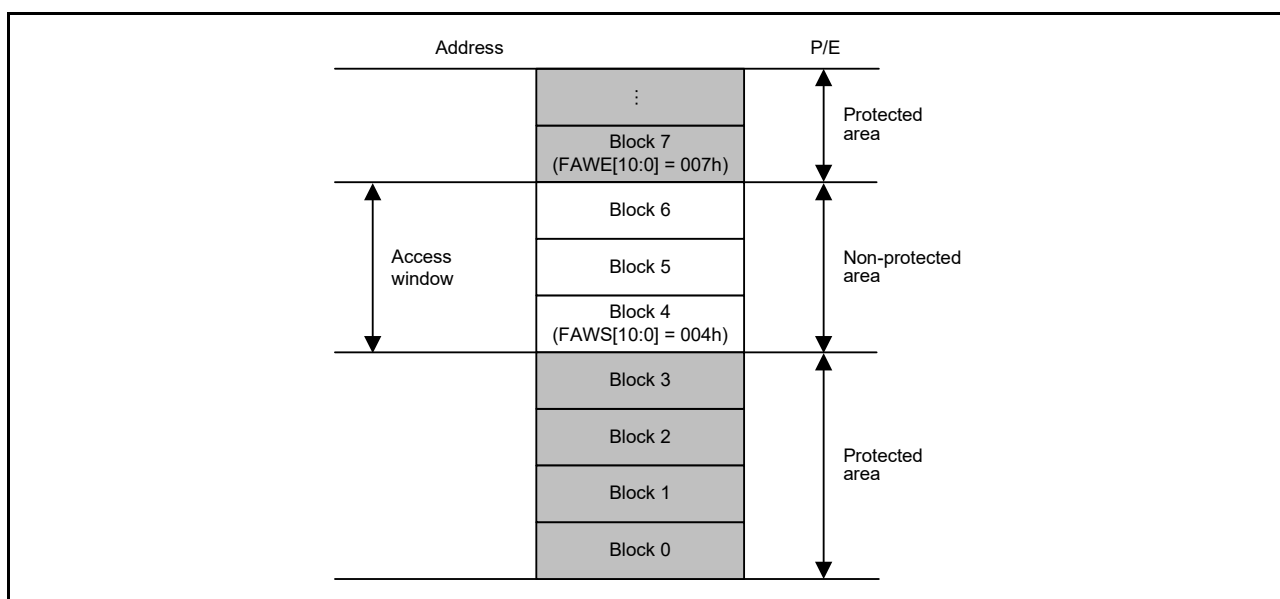 Address
P/E
⋮
Protected
area
Block 7
(FAWE[10:0] = 007h)
Block 6
Access
window
Block 5
Non-protected
area
Block 4
(FAWS[10:0] = 004h)
Block 3
Block 2
Protected
area
Block 1
Block 0